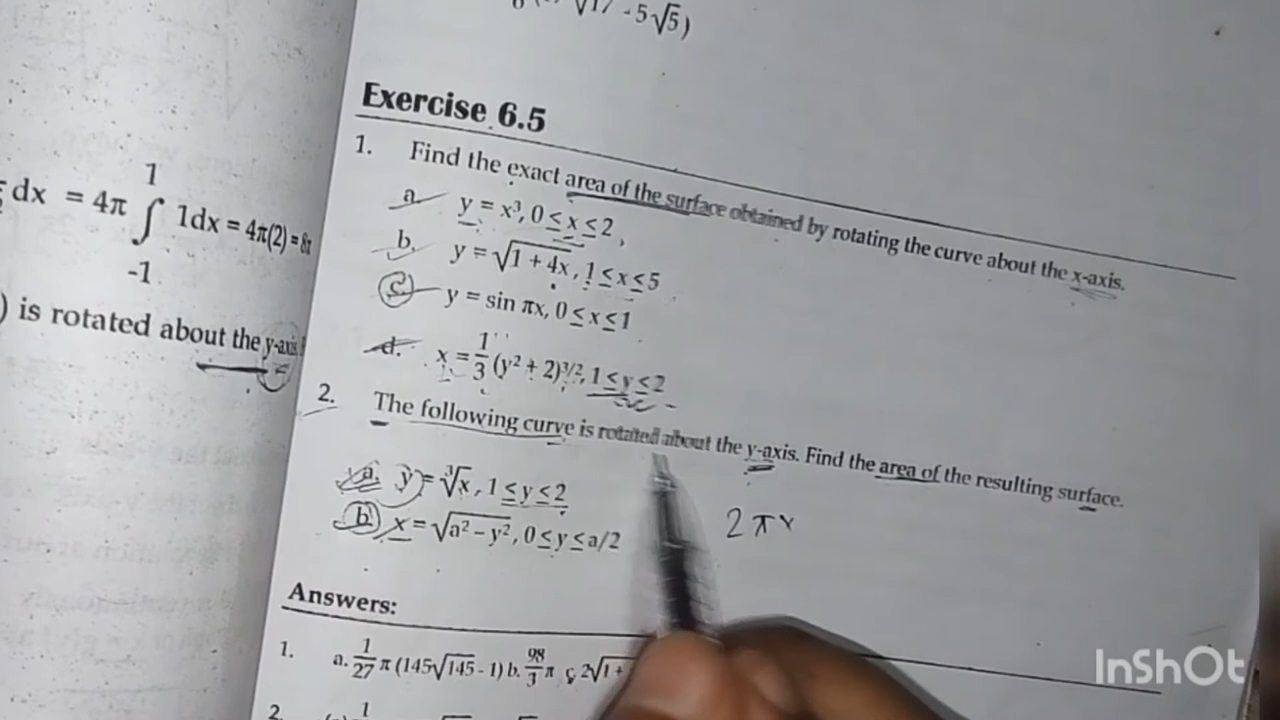 √17 - 5√5)
Exercise 6.5
1. Find the exact area of the surface obtained by rotating the curve about the x-axis.
a. y = x³, 0 ≤ x ≤ 2,
b. y = √(1 + 4x), 1 ≤ x ≤ 5
c. y = sin πx, 0 ≤ x ≤ 1
d. x = 1/3 (y² + 2)^3/2, 1 ≤ y ≤ 2
2. The following curve is rotated about the y-axis. Find the area of the resulting surface.
a. y = ∛x, 1 ≤ y ≤ 2
b. x = √(a² – y²), 0 ≤ y ≤ a/2
2πx
Answers:
1. a. 1/27 π (145√145 - 1) b. 98/3 π c. 2√1 +
2. 1
dx = 4π ∫ 1 -1 1dx = 4π(2) = 8π
) is rotated about the y-axis
InShOt